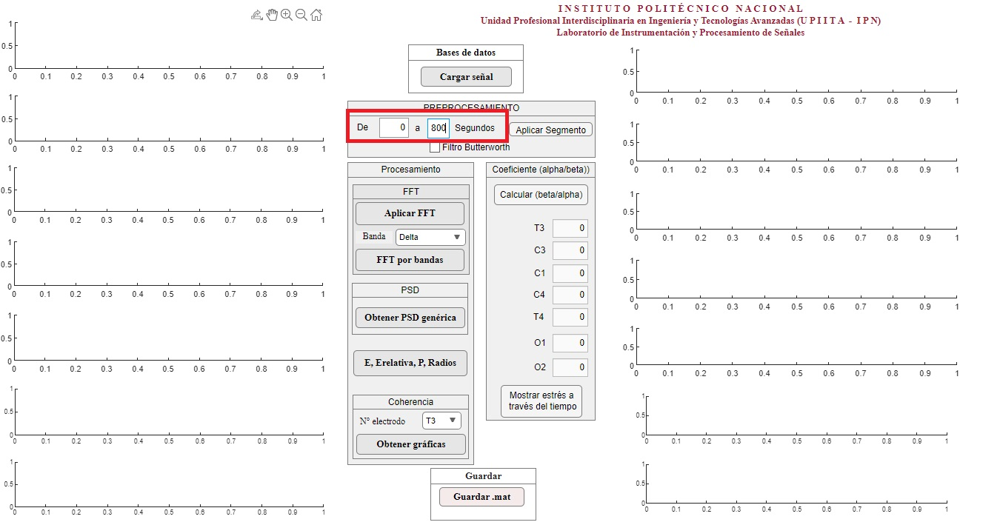 INSTITUTO POLITÉCNICO NACIONAL
Unidad Profesional Interdisciplinaria en Ingeniería y Tecnologías Avanzadas (UPIITA - IPN)
Laboratorio de Instrumentación y Procesamiento de Señales
1
0.5
0
0 0.1 0.2 0.3 0.4 0.5 0.6 0.7 0.8 0.9 1
1
0.5
0
0 0.1 0.2 0.3 0.4 0.5 0.6 0.7 0.8 0.9 1
1
0.5
0
0 0.1 0.2 0.3 0.4 0.5 0.6 0.7 0.8 0.9 1
1
0.5
0
0 0.1 0.2 0.3 0.4 0.5 0.6 0.7 0.8 0.9 1
1
0.5
0
0 0.1 0.2 0.3 0.4 0.5 0.6 0.7 0.8 0.9 1
1
0.5
0
0 0.1 0.2 0.3 0.4 0.5 0.6 0.7 0.8 0.9 1
1
0.5
0
0 0.1 0.2 0.3 0.4 0.5 0.6 0.7 0.8 0.9 1
Bases de datos
Cargar señal
PREPROCESAMIENTO
De 0 a 800 Segundos
Aplicar Segmento
Filtro Butterworth
Procesamiento
FFT
Aplicar FFT
Banda Delta
FFT por bandas
PSD
Obtener PSD genérica
E, Erelativa, P, Radios
Coherencia
N° electrodo T3
Obtener gráficas
Coeficiente (alpha/beta))
Calcular (beta/alpha)
T3 0
C3 0
C1 0
C4 0
T4 0
O1 0
O2 0
Mostrar estrés a
través del tiempo
Guardar
Guardar .mat
1
0.5
0
0 0.1 0.2 0.3 0.4 0.5 0.6 0.7 0.8 0.9 1
1
0.5
0
0 0.1 0.2 0.3 0.4 0.5 0.6 0.7 0.8 0.9 1
1
0.5
0
0 0.1 0.2 0.3 0.4 0.5 0.6 0.7 0.8 0.9 1
1
0.5
0
0 0.1 0.2 0.3 0.4 0.5 0.6 0.7 0.8 0.9 1
1
0.5
0
0 0.1 0.2 0.3 0.4 0.5 0.6 0.7 0.8 0.9 1
1
0.5
0
0 0.1 0.2 0.3 0.4 0.5 0.6 0.7 0.8 0.9 1
1
0.5
0
0 0.1 0.2 0.3 0.4 0.5 0.6 0.7 0.8 0.9 1